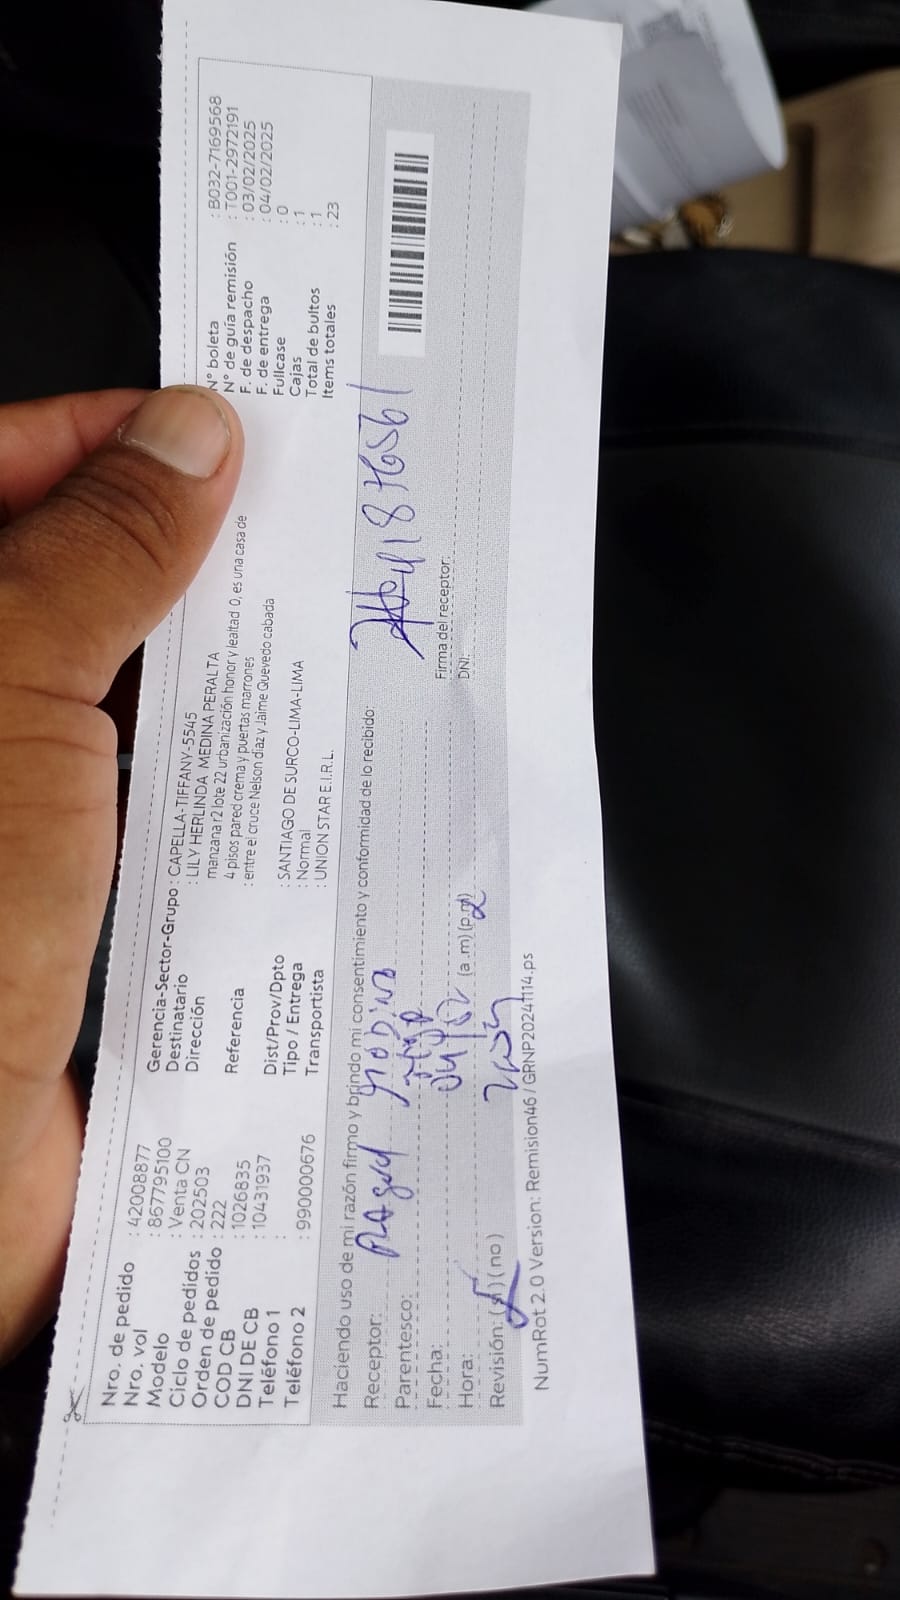 Nro. de pedido : 42008877
Nro. vol : 867795100
Modelo : Venta CN
Ciclo de pedidos : 202503
Orden de pedido : 222
COD CB : 1026835
DNI DE CB : 10431937
Teléfono 1 :
Teléfono 2 : 990000676
Gerencia-Sector-Grupo : CAPELLA-TIFFANY-5545
Destinatario : LILY HERLINDA MEDINA PERALTA
Dirección manzana r2 lote 22 urbanización honor y lealtad 0, es una casa de
4 pisos pared crema y puertas marrones
Referencia : entre el cruce Nelson diaz y Jaime Quevedo cabada
Dist/Prov/Dpto : SANTIAGO DE SURCO-LIMA-LIMA
Tipo / Entrega : Normal
Transportista : UNION STAR E.I.R.L.
N° boleta : B032-7169568
N° de guía remisión : T001-2972191
F. de despacho : 03/02/2025
F. de entrega : 04/02/2025
Fullcase : 0
Cajas : 1
Total de bultos : 1
Items totales : 23
Haciendo uso de mi razón firmo y brindo mi consentimiento y conformidad de lo recibido:
Receptor:
Parentesco:
Fecha:
Hora: (a.m) (p.m)
Revisión: (si) (no)
Firma del receptor:
DNI:
NumRot 2.0 Version: Remision46 / GRNP20241114.ps